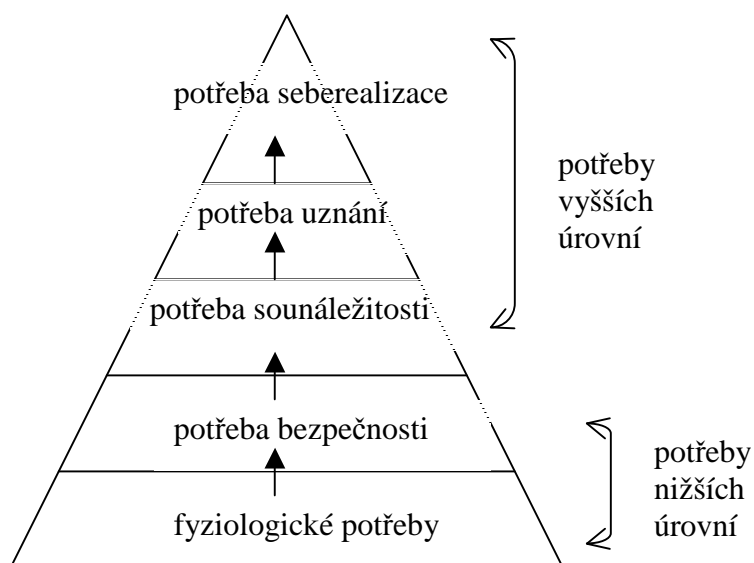 potřeba seberealizace
potřeby
vyšších
úrovní
potřeba uznání
potřeba sounáležitosti
potřeba bezpečnosti
potřeby
nižších
úrovní
fyziologické potřeby